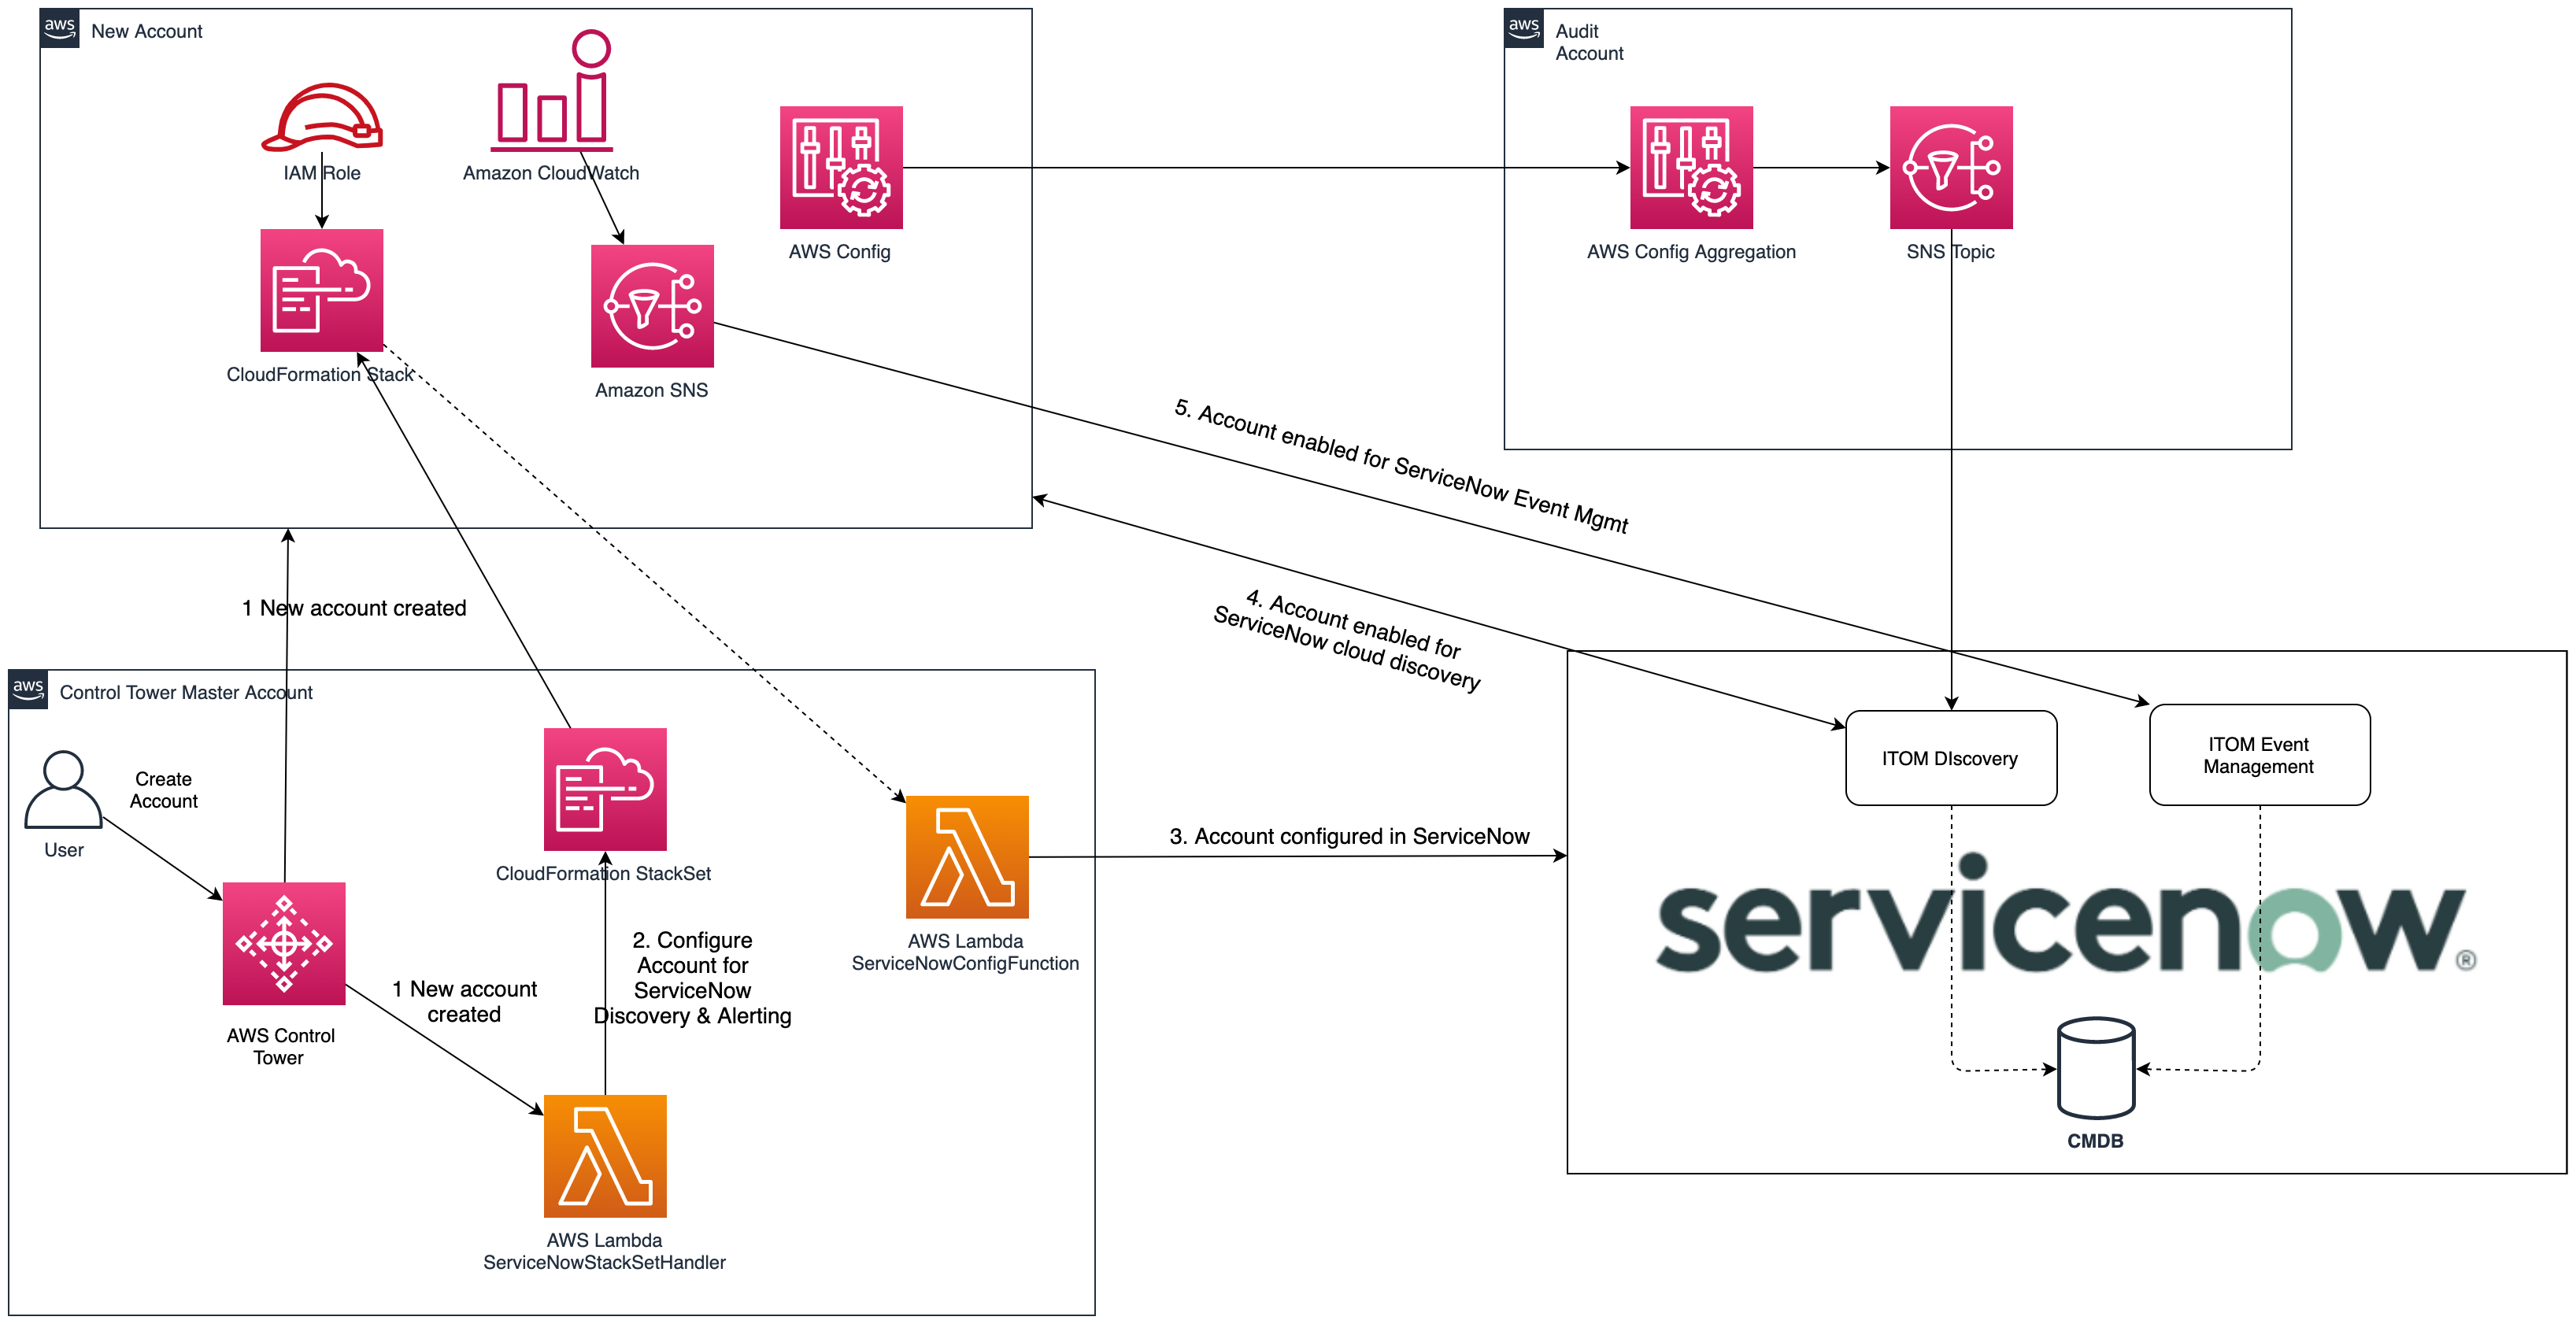 aws
New Account
IAM Role
Amazon CloudWatch
AWS Config
CloudFormation Stack
Amazon SNS
aws
Audit
Account
AWS Config Aggregation
SNS Topic
5. Account enabled for ServiceNow Event Mgmt
4. Account enabled for
ServiceNow cloud discovery
1 New account created
aws
Control Tower Master Account
User
Create
Account
AWS Control
Tower
1 New account
created
CloudFormation StackSet
2. Configure
Account for
ServiceNow
Discovery & Alerting
AWS Lambda
ServiceNowStackSetHandler
AWS Lambda
ServiceNowConfigFunction
3. Account configured in ServiceNow
ITOM DIscovery
ITOM Event
Management
servicenow®
CMDB